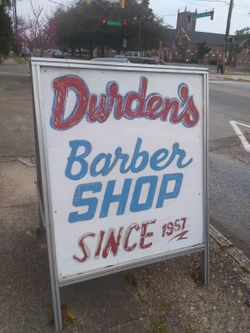 Durden's
Barber
SHOP
SINCE 1957